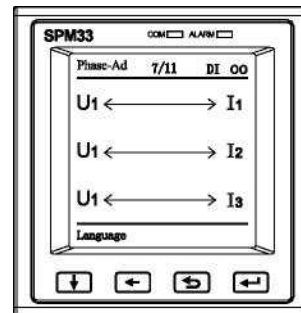 SPM33 COM ALARM
Phase-Ad 7/11 DI 00
U1 I1
U1 I2
U1 I3
Language